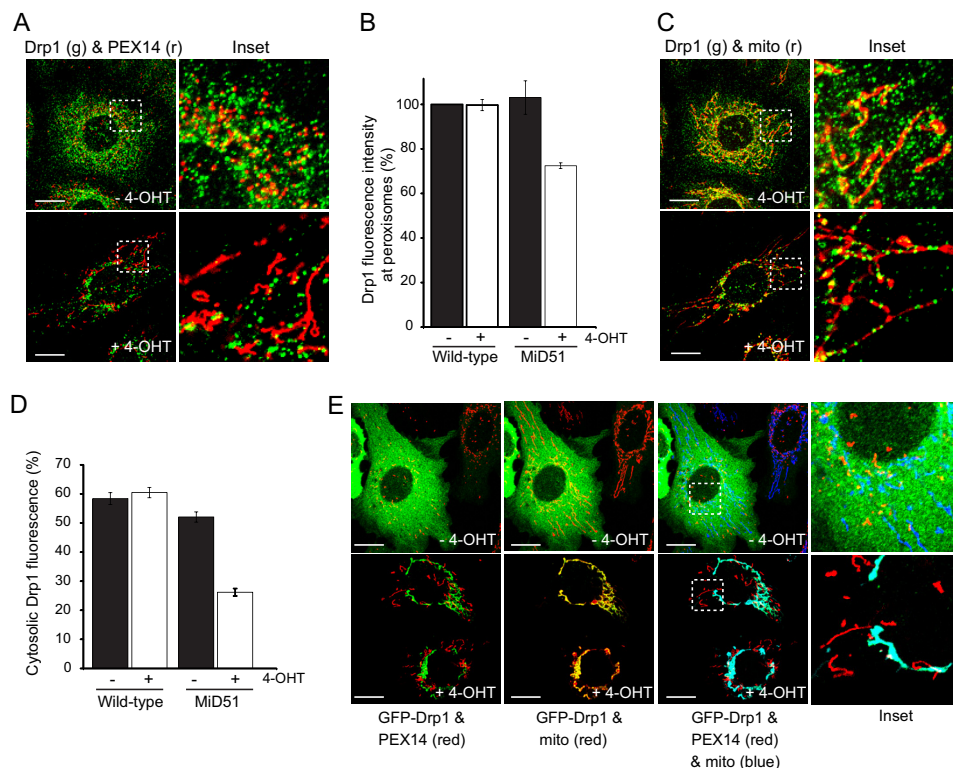 A
Drp1 (g) & PEX14 (r)
Inset
- 4-OHT
+ 4-OHT
B
Drp1 fluorescence intensity
at peroxisomes (%)
100
80
60
40
20
0
- + - + 4-OHT
Wild-type MiD51
C
Drp1 (g) & mito (r)
Inset
- 4-OHT
+ 4-OHT
D
Cytosolic Drp1 fluorescence (%)
70
60
50
40
30
20
10
0
- + - + 4-OHT
Wild-type MiD51
E
- 4-OHT
- 4-OHT
- 4-OHT
+ 4-OHT
+ 4-OHT
+ 4-OHT
GFP-Drp1 &
PEX14 (red)
GFP-Drp1 &
mito (red)
GFP-Drp1 &
PEX14 (red)
& mito (blue)
Inset